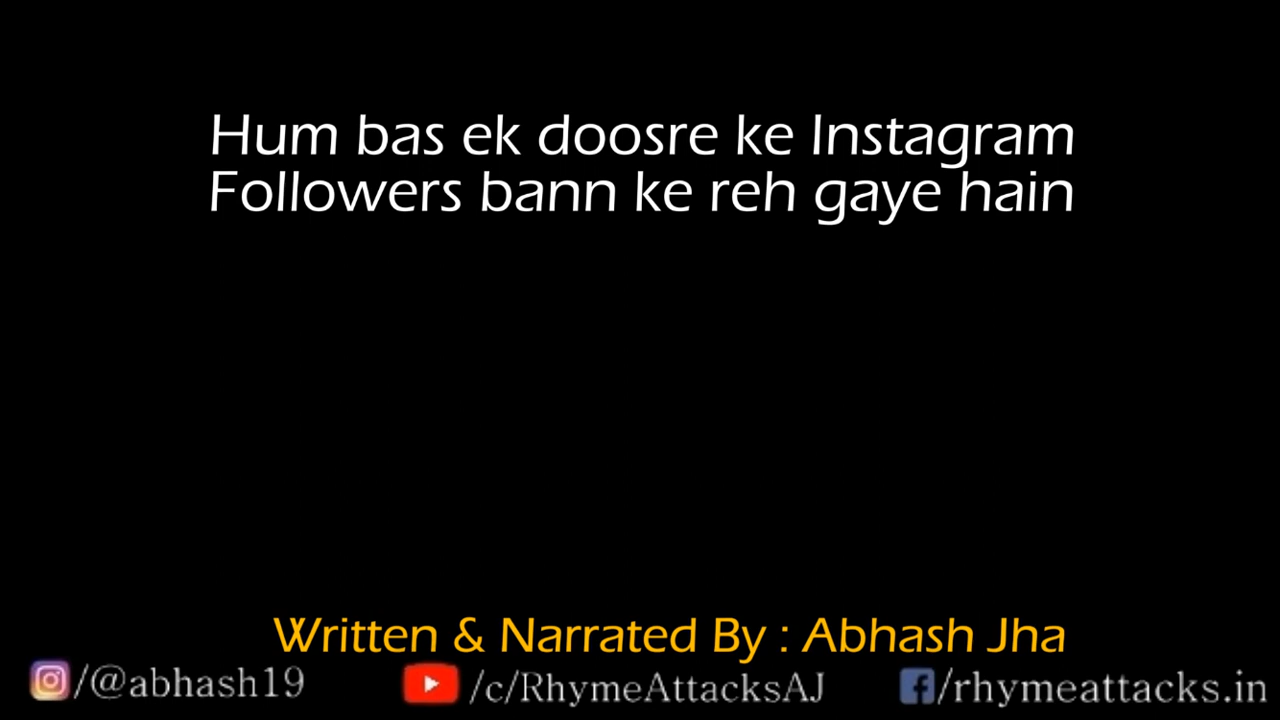 Hum bas ek doosre ke Instagram
Followers bann ke reh gaye hain
Written & Narrated By : Abhash Jha
/@abhash19 /c/RhymeAttacksAJ /rhymeattacks.in